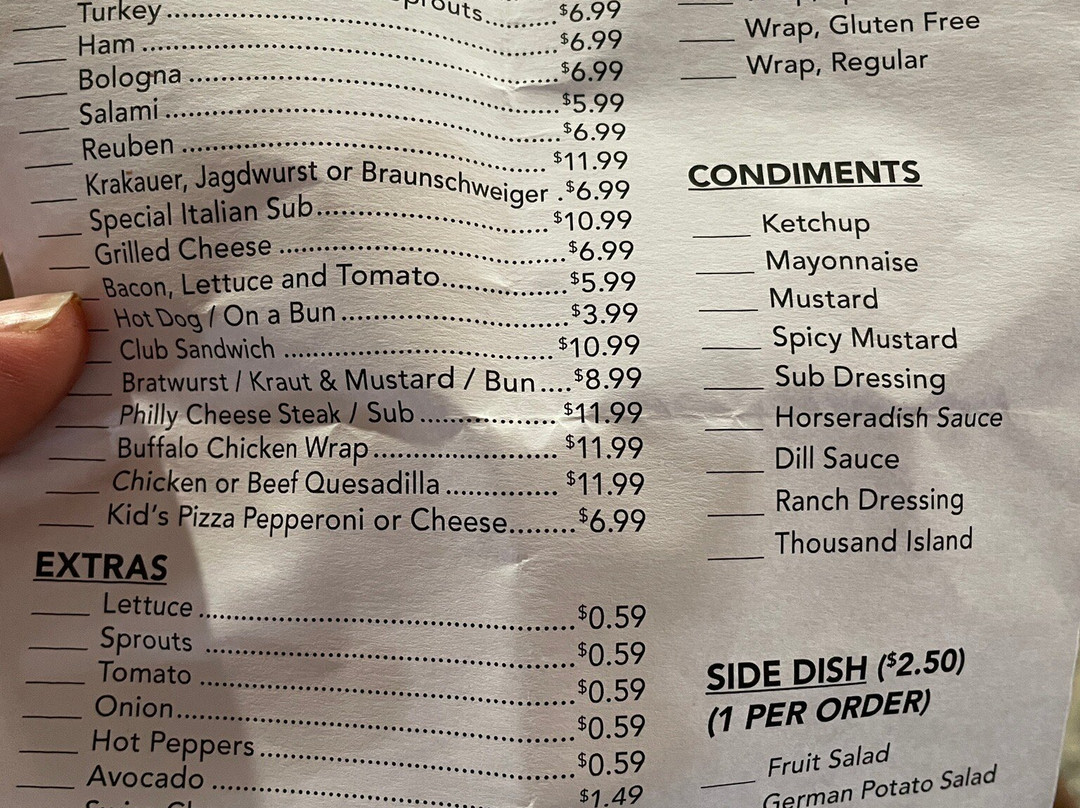 $6.99
Turkey $6.99
Ham $6.99
Bologna $5.99
Salami $6.99
Reuben $11.99
Krakauer, Jagdwurst or Braunschweiger $6.99
Special Italian Sub $10.99
Grilled Cheese $6.99
Bacon, Lettuce and Tomato $5.99
Hot Dog / On a Bun $3.99
Club Sandwich $10.99
Bratwurst / Kraut & Mustard / Bun $8.99
Philly Cheese Steak / Sub $11.99
Buffalo Chicken Wrap $11.99
Chicken or Beef Quesadilla $11.99
Kid's Pizza Pepperoni or Cheese $6.99
EXTRAS
Lettuce $0.59
Sprouts $0.59
Tomato $0.59
Onion $0.59
Hot Peppers $0.59
Avocado $1.49
Wrap, Gluten Free
Wrap, Regular
CONDIMENTS
Ketchup
Mayonnaise
Mustard
Spicy Mustard
Sub Dressing
Horseradish Sauce
Dill Sauce
Ranch Dressing
Thousand Island
SIDE DISH ($2.50)
(1 PER ORDER)
Fruit Salad
German Potato Salad